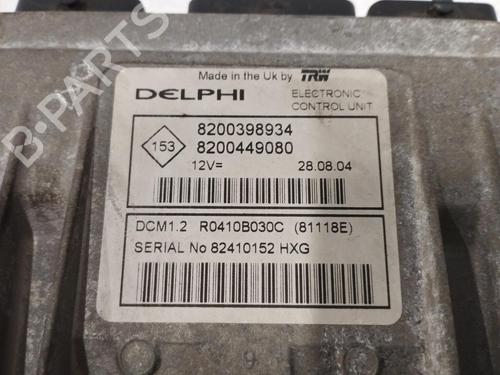 Made in the Uk by TRW
DELPHI ELECTRONIC
CONTROL UNIT
153
8200398934
8200449080
12V= 28.08.04
DCM1.2 R0410B030C (81118E)
SERIAL No 82410152 HXG
B-PARTS